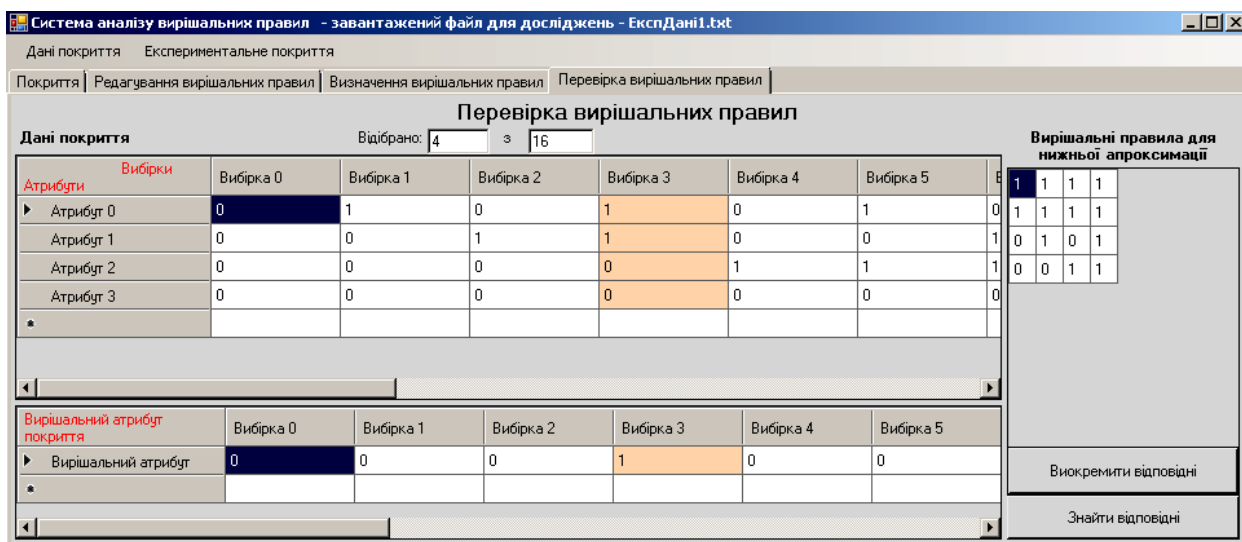 Система аналізу вирішальних правил - завантажений файл для досліджень - ЕкспДані1.txt
Дані покриття Експериментальне покриття
Покриття Редагування вирішальних правил Визначення вирішальних правил Перевірка вирішальних правил
Перевірка вирішальних правил
Дані покриття Відібрано: 4 з 16
Вирішальні правила для
нижньої апроксимації
Вибірки
Атрибути
Вибірка 0 Вибірка 1 Вибірка 2 Вибірка 3 Вибірка 4 Вибірка 5
Атрибут 0 0 1 0 1 0 1 0
Атрибут 1 0 0 1 1 0 0 1
Атрибут 2 0 0 0 0 1 1 1
Атрибут 3 0 0 0 0 0 0 0
*
1 1 1 1
1 1 1 1
0 1 0 1
0 0 1 1
Вирішальний атрибут
покриття
Вибірка 0 Вибірка 1 Вибірка 2 Вибірка 3 Вибірка 4 Вибірка 5
Вирішальний атрибут 0 0 0 1 0 0
*
Виокремити відповідні
Знайти відповідні